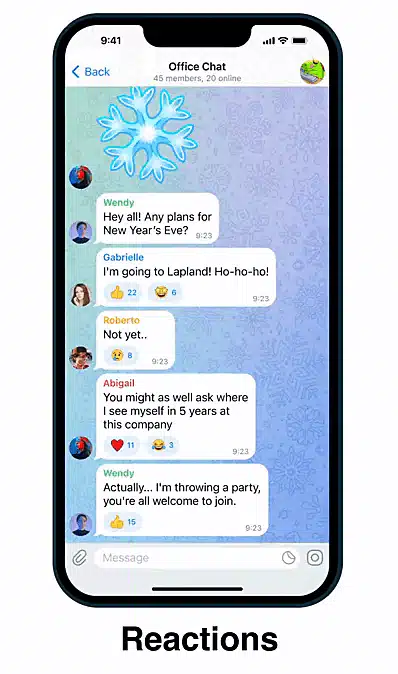 9:41
Back
Office Chat
45 members, 20 online
Wendy
Hey all! Any plans for
New Year's Eve?
9:23
Gabrielle
I'm going to Lapland! Ho-ho-ho!
22
6
9:23
Roberto
Not yet..
8
9:23
Abigail
You might as well ask where
I see myself in 5 years at
this company
11
3
9:23
Wendy
Actually... I'm throwing a party,
you're all welcome to join.
15
9:23
Message
Reactions